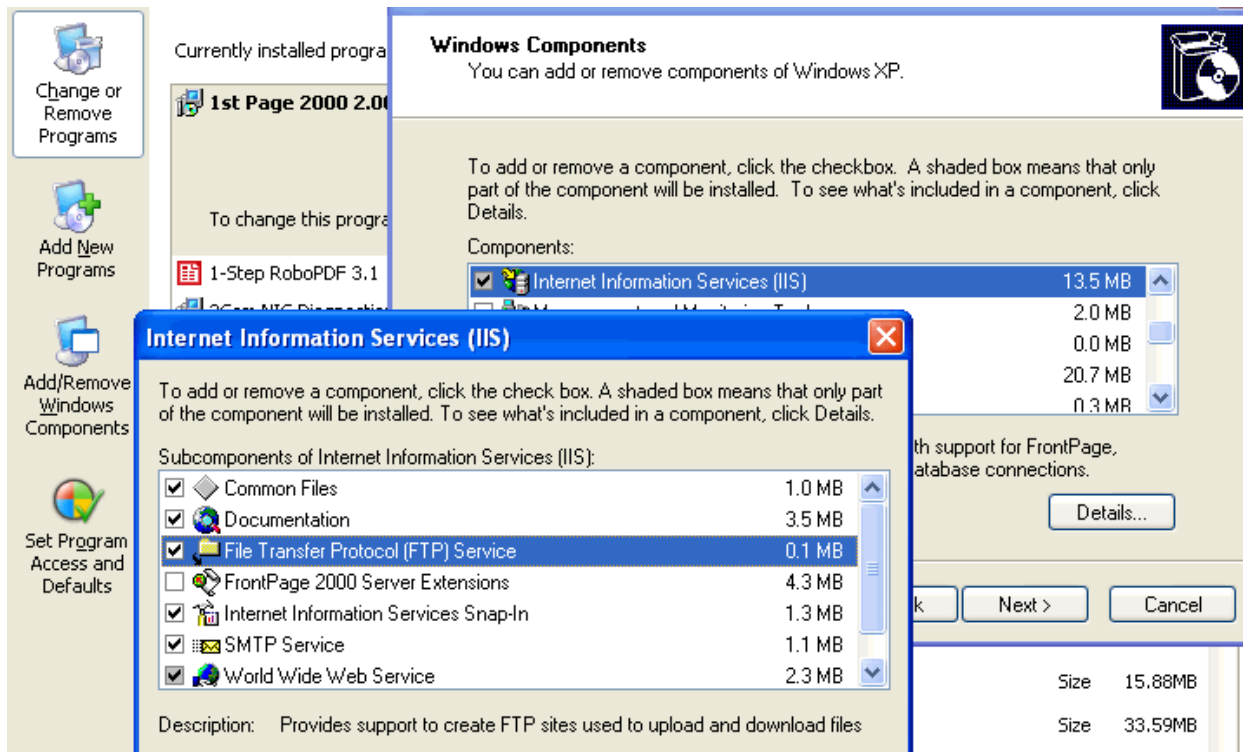 Change or
Remove
Programs
Add New
Programs
Add/Remove
Windows
Components
Set Program
Access and
Defaults
Currently installed progra
1st Page 2000 2.00
To change this progra
1-Step RoboPDF 3.1
Windows Components
You can add or remove components of Windows XP.
To add or remove a component, click the checkbox. A shaded box means that only
part of the component will be installed. To see what's included in a component, click
Details.
Components:
Internet Information Services (IIS) 13.5 MB
2.0 MB
0.0 MB
20.7 MB
0.3 MB
th support for FrontPage,
atabase connections.
Details...
k Next > Cancel
Internet Information Services (IIS)
To add or remove a component, click the check box. A shaded box means that only part
of the component will be installed. To see what's included in a component, click Details.
Subcomponents of Internet Information Services (IIS):
Common Files 1.0 MB
Documentation 3.5 MB
File Transfer Protocol (FTP) Service 0.1 MB
FrontPage 2000 Server Extensions 4.3 MB
Internet Information Services Snap-In 1.3 MB
SMTP Service 1.1 MB
World Wide Web Service 2.3 MB
Description: Provides support to create FTP sites used to upload and download files
Size 15.88MB
Size 33.59MB